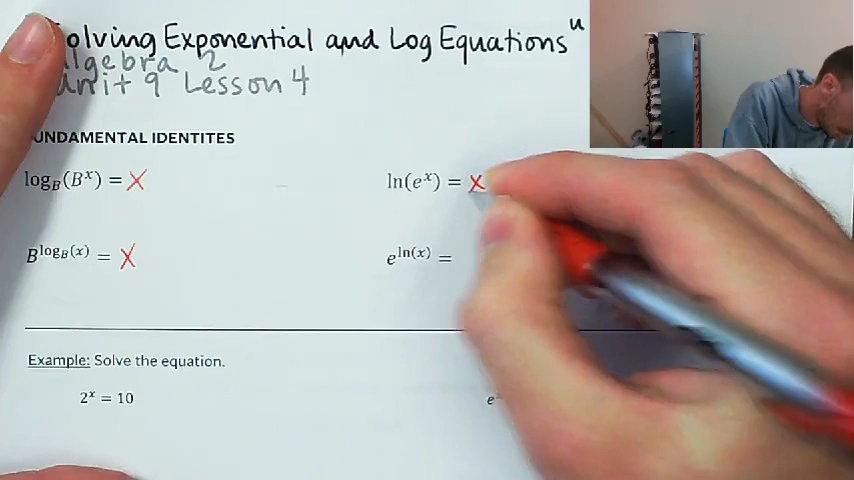 Solving Exponential and Log Equations u
Algebra 2
Unit 9 Lesson 4
UNDAMENTAL IDENTITES
log_B(B^x) = X
ln(e^x) = X
B^{log_B(x)} = X
e^{ln(x)} =
Example: Solve the equation.
2^x = 10
e